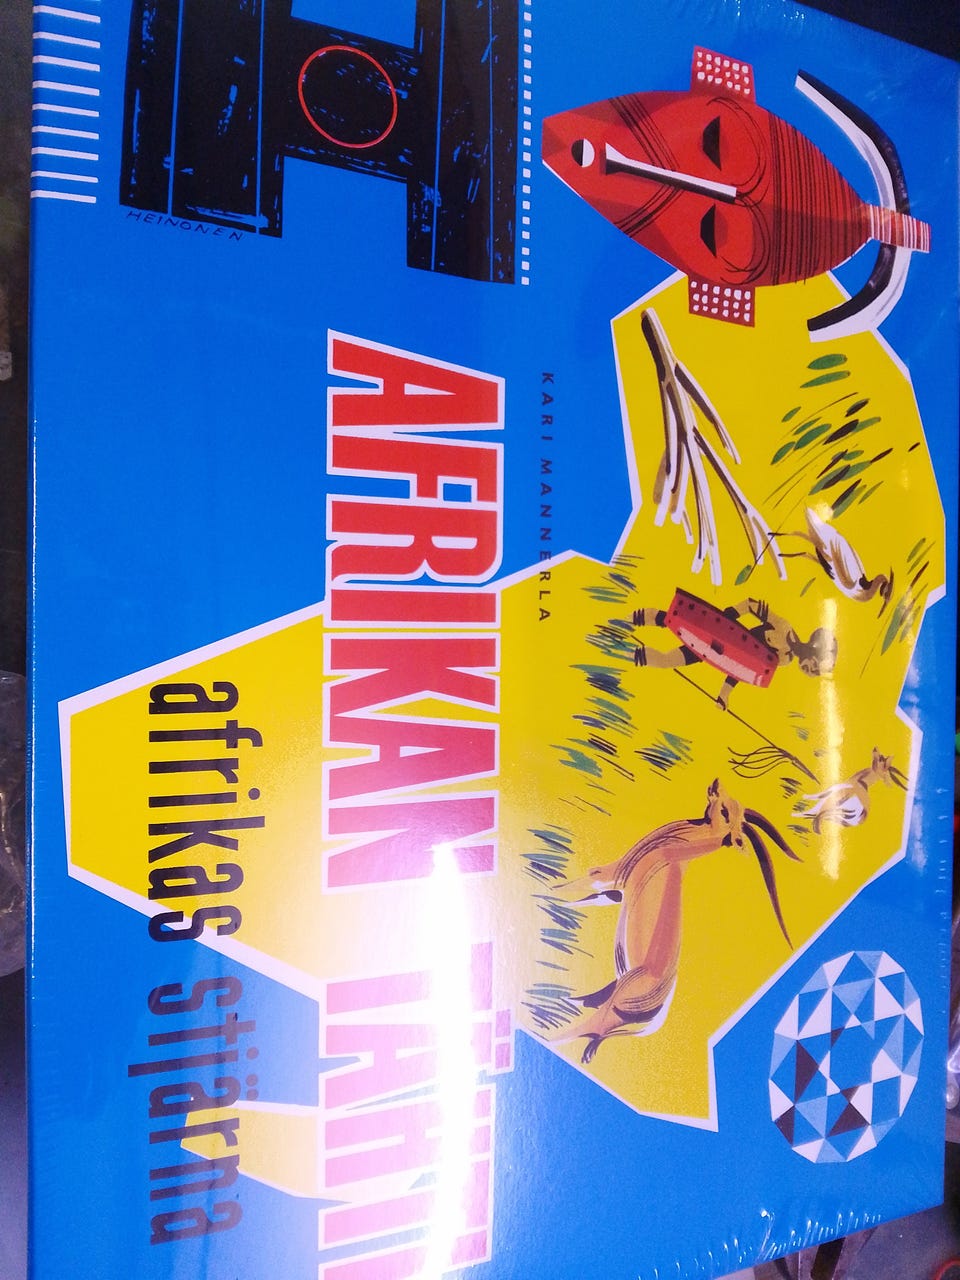 KARI MANNERLA
AFRIKAN TÄHTI
afrikas stjärna
HEINONEN